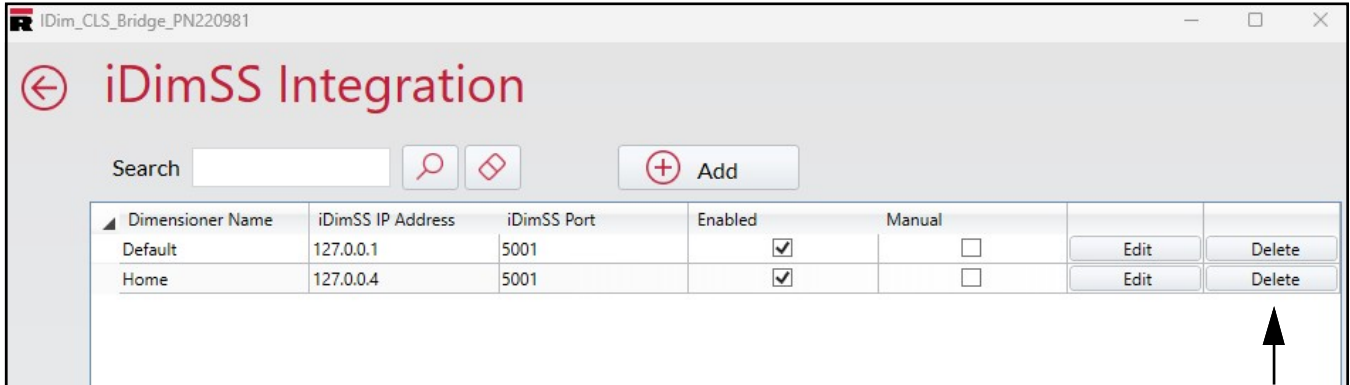 IDim_CLS_Bridge_PN220981
iDimSS Integration
Search Add
Dimensioner Name iDimSS IP Address iDimSS Port Enabled Manual
Default 127.0.0.1 5001 Edit Delete
Home 127.0.0.4 5001 Edit Delete